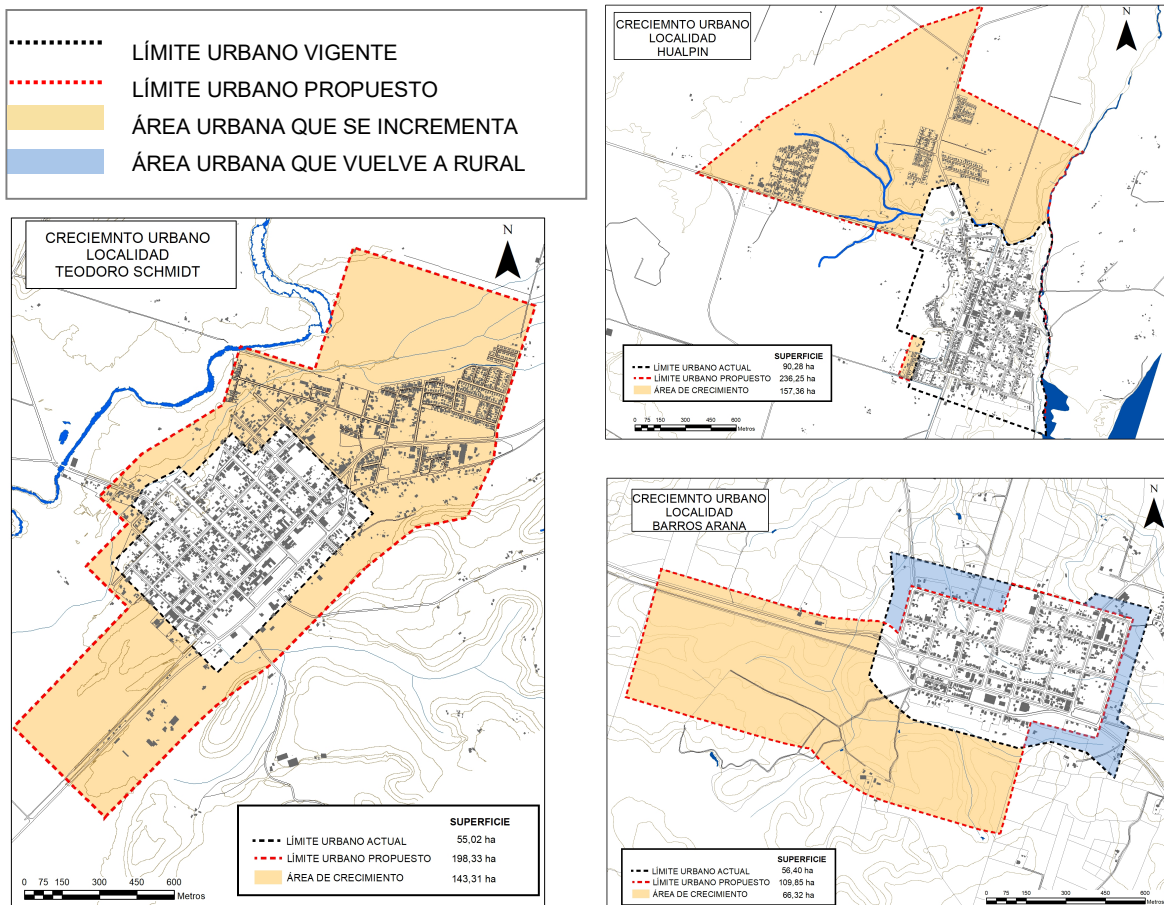 LÍMITE URBANO VIGENTE
LÍMITE URBANO PROPUESTO
ÁREA URBANA QUE SE INCREMENTA
ÁREA URBANA QUE VUELVE A RURAL
CRECIEMNTO URBANO
LOCALIDAD
TEODORO SCHMIDT
N
SUPERFICIE
LÍMITE URBANO ACTUAL 55,02 ha
LÍMITE URBANO PROPUESTO 198,33 ha
ÁREA DE CRECIMIENTO 143,31 ha
0 75 150 300 450 600
Metros
CRECIEMNTO URBANO
LOCALIDAD
HUALPIN
N
SUPERFICIE
LÍMITE URBANO ACTUAL 90,28 ha
LÍMITE URBANO PROPUESTO 236,25 ha
ÁREA DE CRECIMIENTO 157,36 ha
0 75 150 300 450 600
Metros
CRECIEMNTO URBANO
LOCALIDAD
BARROS ARANA
N
SUPERFICIE
LÍMITE URBANO ACTUAL 56,40 ha
LÍMITE URBANO PROPUESTO 109,85 ha
ÁREA DE CRECIMIENTO 66,32 ha
0 75 150 300 450 600
Metros